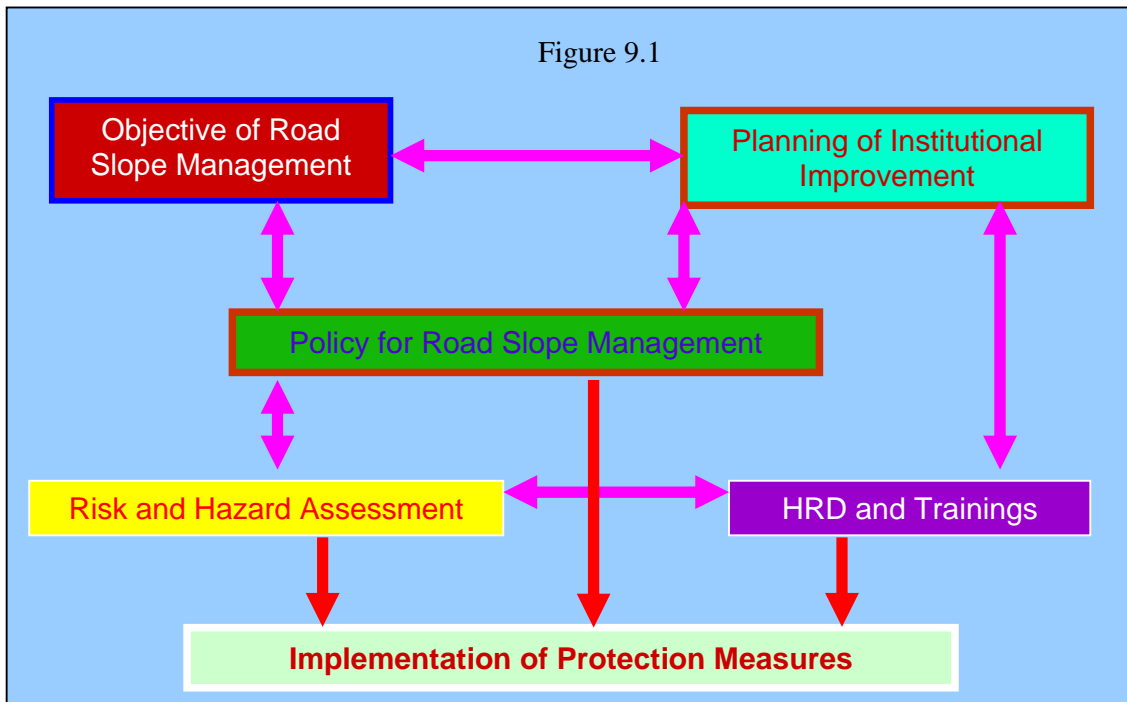 Figure 9.1
Objective of Road
Slope Management
Planning of Institutional
Improvement
Policy for Road Slope Management
Risk and Hazard Assessment
HRD and Trainings
Implementation of Protection Measures